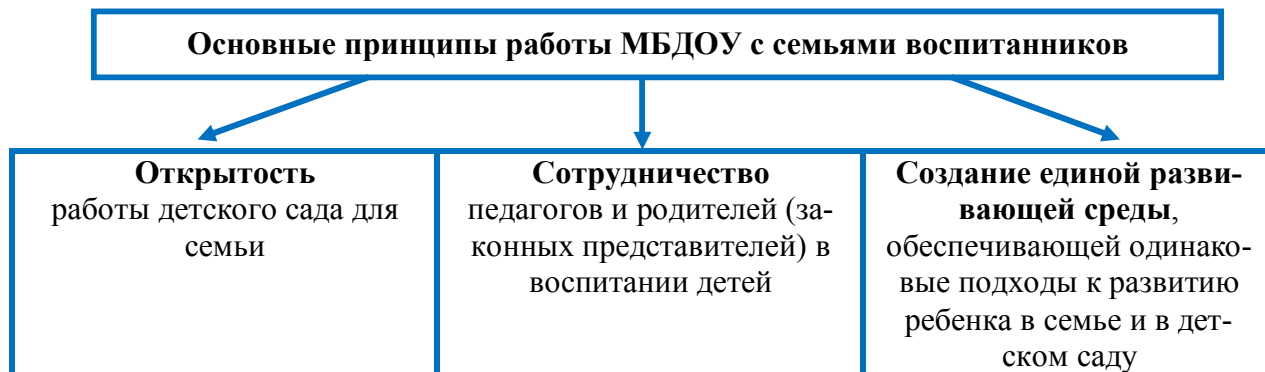 Основные принципы работы МБДОУ с семьями воспитанников
Открытость
работы детского сада для
семьи
Сотрудничество
педагогов и родителей (за-
конных представителей) в
воспитании детей
Создание единой разви-
вающей среды,
обеспечивающей одинако-
вые подходы к развитию
ребенка в семье и в дет-
ском саду